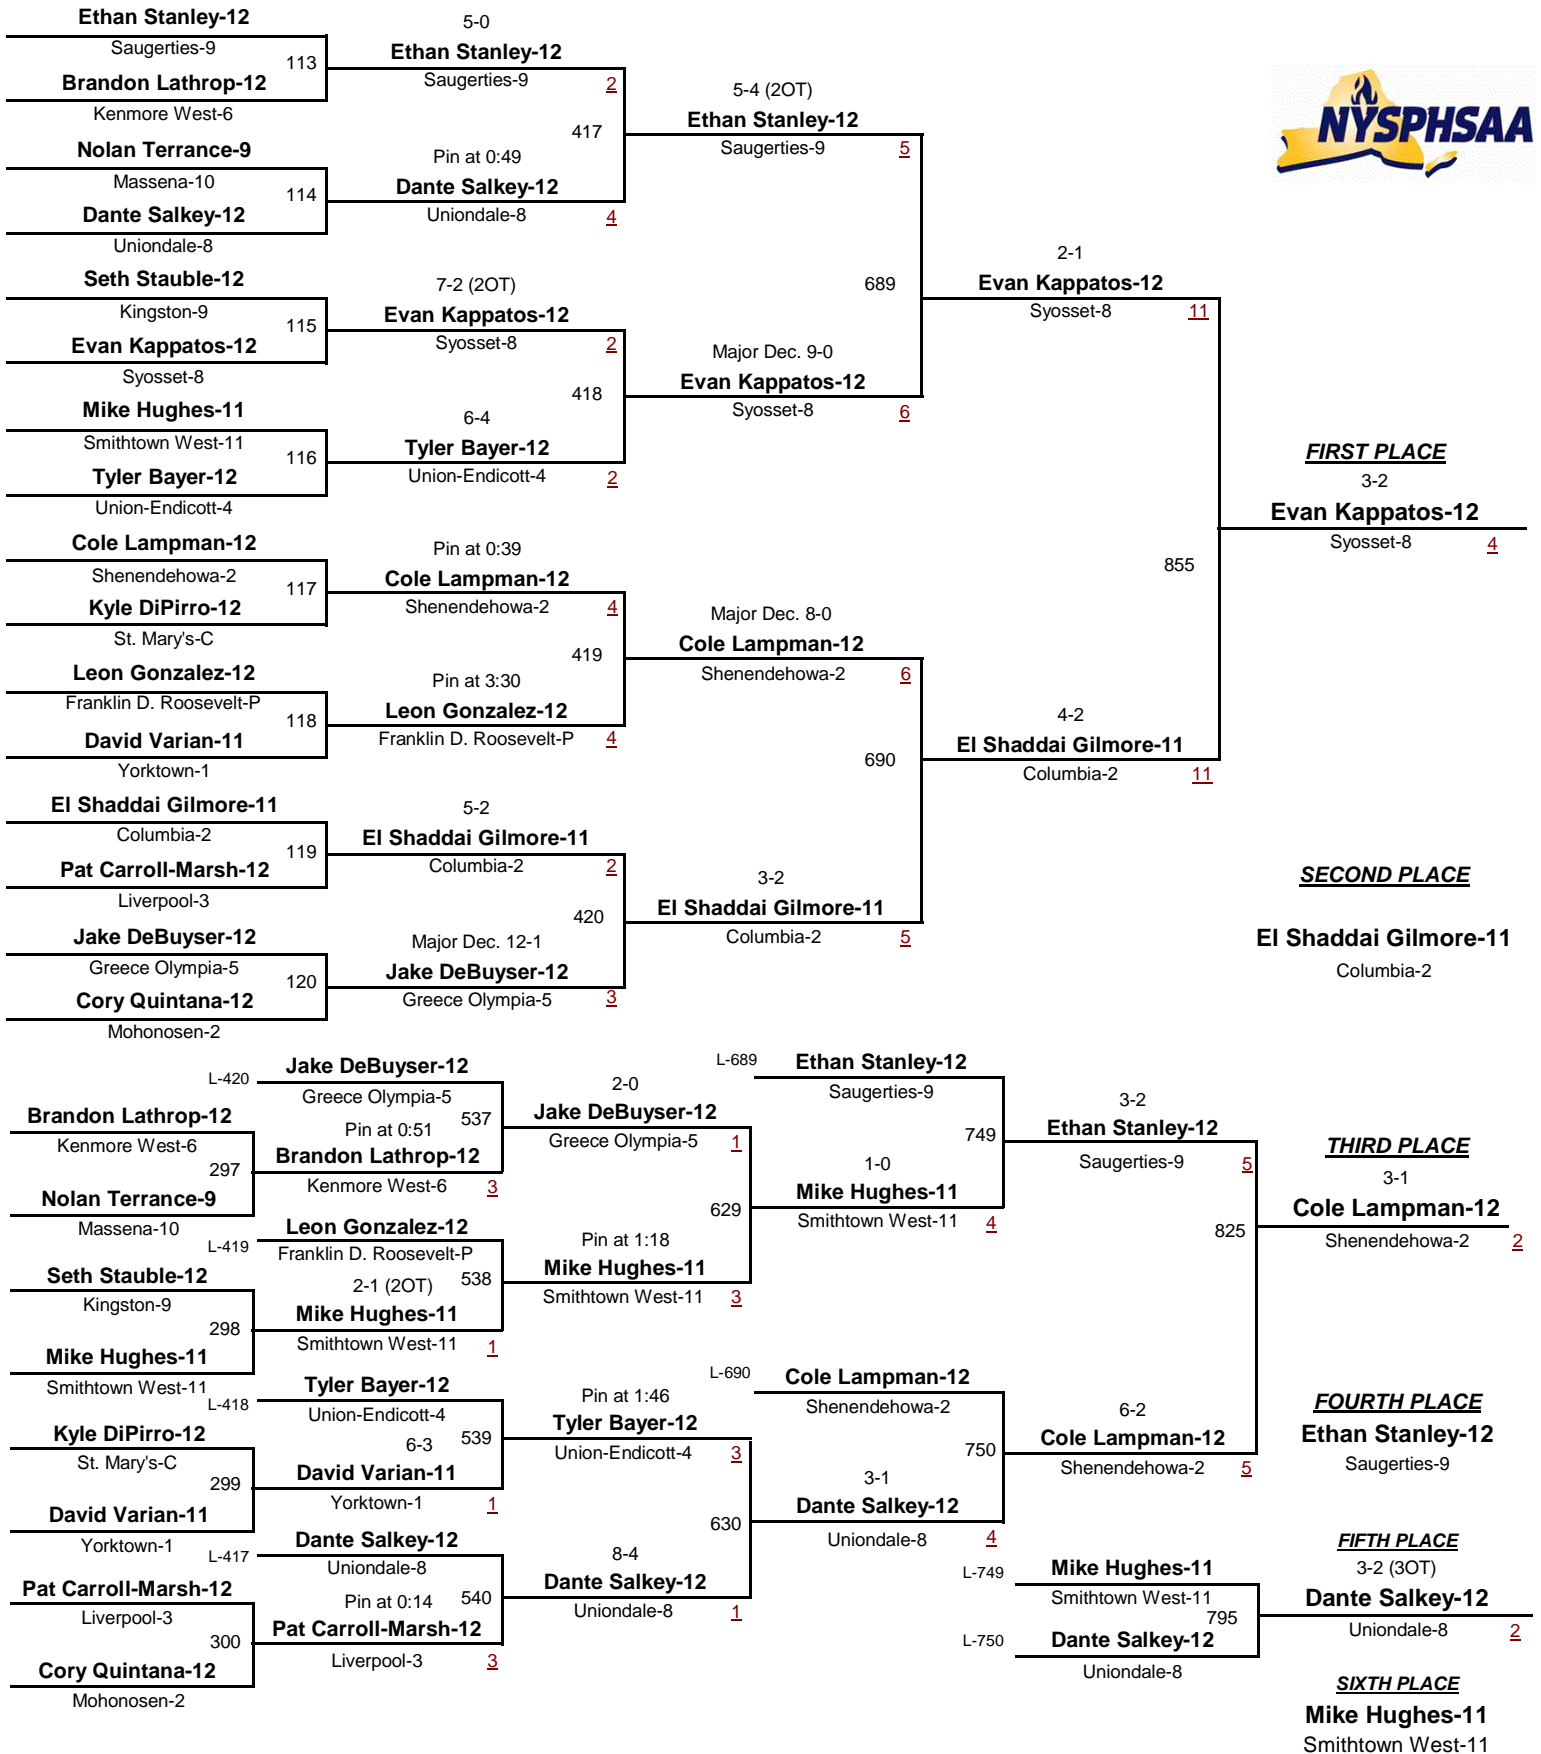 Ethan Stanley-12
Saugerties-9
113
Brandon Lathrop-12
Kenmore West-6
Nolan Terrance-9
Massena-10
114
Dante Salkey-12
Uniondale-8
Seth Stauble-12
Kingston-9
115
Evan Kappatos-12
Syosset-8
Mike Hughes-11
Smithtown West-11
116
Tyler Bayer-12
Union-Endicott-4
Cole Lampman-12
Shenendehowa-2
117
Kyle DiPirro-12
St. Mary's-C
Leon Gonzalez-12
Franklin D. Roosevelt-P
118
David Varian-11
Yorktown-1
El Shaddai Gilmore-11
Columbia-2
119
Pat Carroll-Marsh-12
Liverpool-3
Jake DeBuyser-12
Greece Olympia-5
120
Cory Quintana-12
Mohonosen-2
5-0
Ethan Stanley-12
Saugerties-9
2
417
Pin at 0:49
Dante Salkey-12
Uniondale-8
4
7-2 (2OT)
Evan Kappatos-12
Syosset-8
2
418
6-4
Tyler Bayer-12
Union-Endicott-4
2
Pin at 0:39
Cole Lampman-12
Shenendehowa-2
4
419
Pin at 3:30
Leon Gonzalez-12
Franklin D. Roosevelt-P
4
5-2
El Shaddai Gilmore-11
Columbia-2
2
420
Major Dec. 12-1
Jake DeBuyser-12
Greece Olympia-5
3
5-4 (2OT)
Ethan Stanley-12
Saugerties-9
5
689
Major Dec. 9-0
Evan Kappatos-12
Syosset-8
6
Major Dec. 8-0
Cole Lampman-12
Shenendehowa-2
6
690
3-2
El Shaddai Gilmore-11
Columbia-2
5
2-1
Evan Kappatos-12
Syosset-8
11
855
4-2
El Shaddai Gilmore-11
Columbia-2
11
NYSPHSAA
FIRST PLACE
3-2
Evan Kappatos-12
Syosset-8
4
SECOND PLACE
El Shaddai Gilmore-11
Columbia-2
Brandon Lathrop-12
Kenmore West-6
297
Nolan Terrance-9
Massena-10
Seth Stauble-12
Kingston-9
298
Mike Hughes-11
Smithtown West-11
Kyle DiPirro-12
St. Mary's-C
299
David Varian-11
Yorktown-1
Pat Carroll-Marsh-12
Liverpool-3
300
Cory Quintana-12
Mohonosen-2
L-420
Jake DeBuyser-12
Greece Olympia-5
537
Pin at 0:51
Brandon Lathrop-12
Kenmore West-6
3
L-419
Leon Gonzalez-12
Franklin D. Roosevelt-P
538
2-1 (2OT)
Mike Hughes-11
Smithtown West-11
1
L-418
Tyler Bayer-12
Union-Endicott-4
539
6-3
David Varian-11
Yorktown-1
1
L-417
Dante Salkey-12
Uniondale-8
540
Pin at 0:14
Pat Carroll-Marsh-12
Liverpool-3
3
2-0
Jake DeBuyser-12
Greece Olympia-5
1
629
Pin at 1:18
Mike Hughes-11
Smithtown West-11
3
Pin at 1:46
Tyler Bayer-12
Union-Endicott-4
3
630
8-4
Dante Salkey-12
Uniondale-8
1
L-689
Ethan Stanley-12
Saugerties-9
749
1-0
Mike Hughes-11
Smithtown West-11
4
L-690
Cole Lampman-12
Shenendehowa-2
750
3-1
Dante Salkey-12
Uniondale-8
4
3-2
Ethan Stanley-12
Saugerties-9
5
825
6-2
Cole Lampman-12
Shenendehowa-2
5
L-749
Mike Hughes-11
Smithtown West-11
795
L-750
Dante Salkey-12
Uniondale-8
THIRD PLACE
3-1
Cole Lampman-12
Shenendehowa-2
2
FOURTH PLACE
Ethan Stanley-12
Saugerties-9
FIFTH PLACE
3-2 (3OT)
Dante Salkey-12
Uniondale-8
2
SIXTH PLACE
Mike Hughes-11
Smithtown West-11